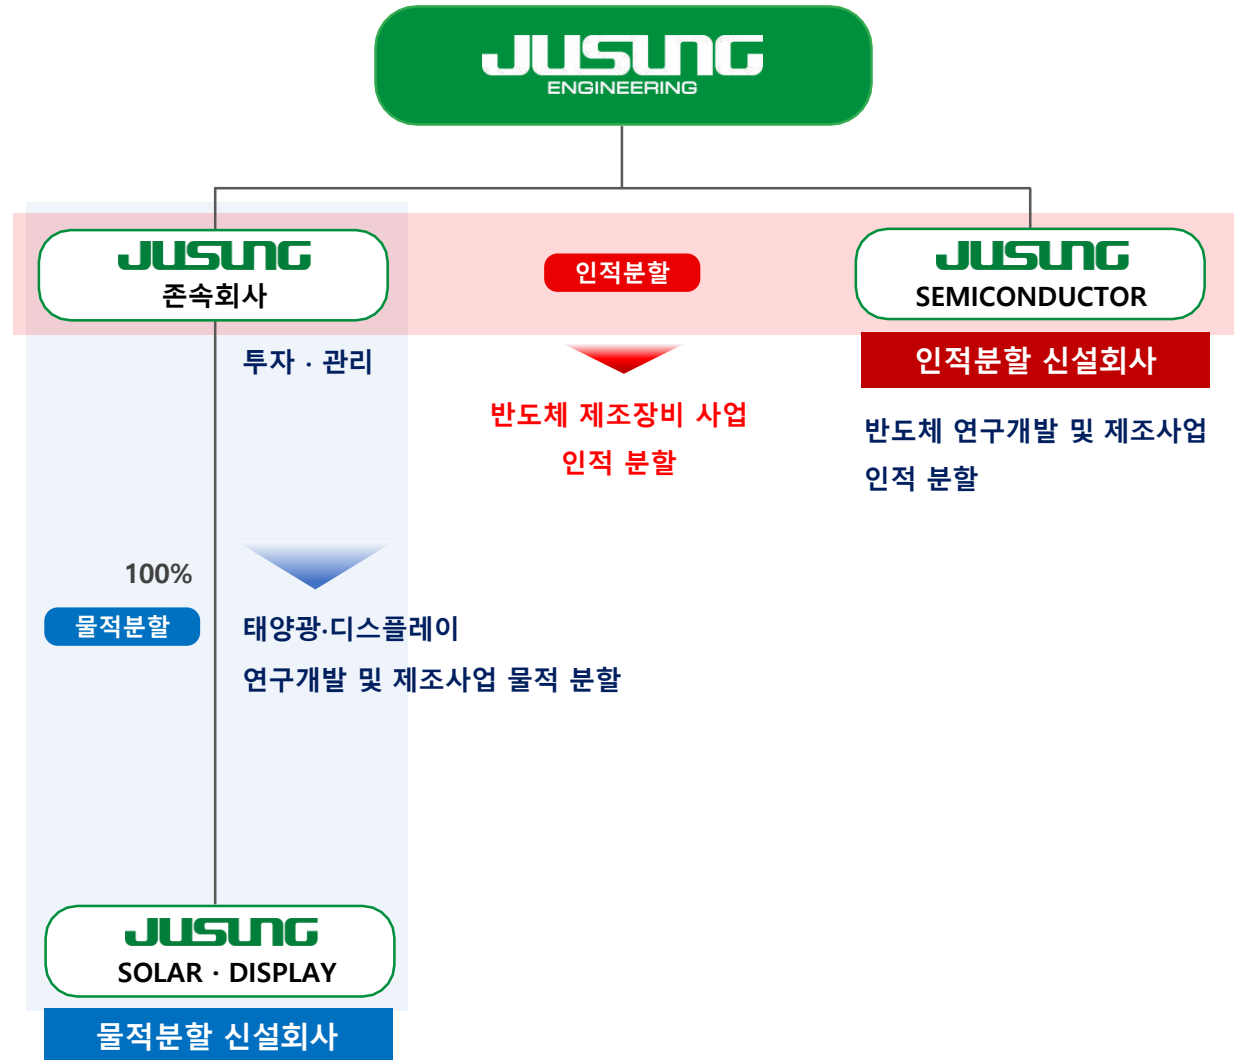 JUSUNG
ENGINEERING
JUSUNG
존속회사
인적분할
JUSUNG
SEMICONDUCTOR
투자 · 관리
인적분할 신설회사
반도체 제조장비 사업
인적 분할
반도체 연구개발 및 제조사업
인적 분할
100%
물적분할
태양광·디스플레이
연구개발 및 제조사업 물적 분할
JUSUNG
SOLAR · DISPLAY
물적분할 신설회사